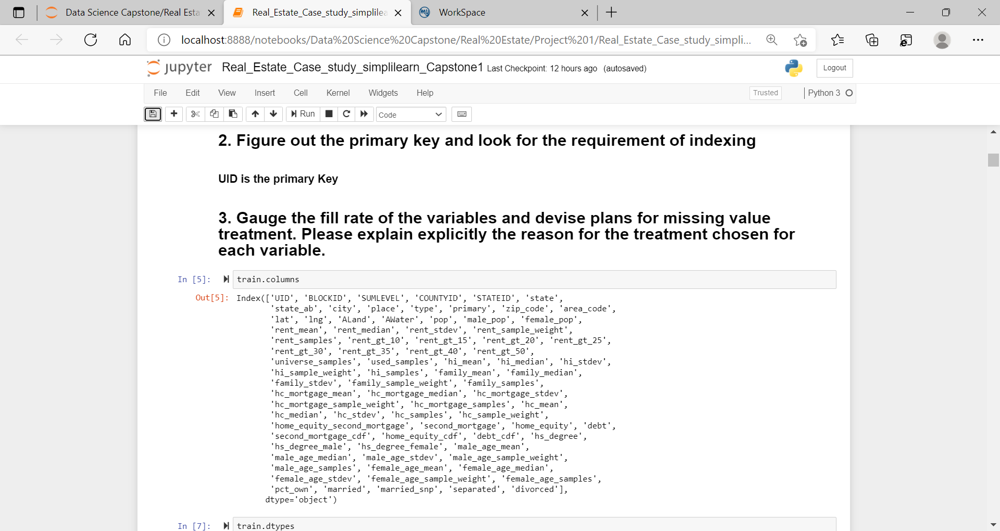 Data Science Capstone/Real Esta
Real_Estate_Case_study_simplilea
WorkSpace
localhost:8888/notebooks/Data%20Science%20Capstone/Real%20Estate/Project%201/Real_Estate_Case_study_simpli...
jupyter Real_Estate_Case_study_simplilearn_Capstone1 Last Checkpoint: 12 hours ago (autosaved)
Logout
File Edit View Insert Cell Kernel Widgets Help
Trusted
Python 3
Run
Code
2. Figure out the primary key and look for the requirement of indexing
UID is the primary Key
3. Gauge the fill rate of the variables and devise plans for missing value
treatment. Please explain explicitly the reason for the treatment chosen for
each variable.
In [5]: train.columns
Out[5]: Index(['UID', 'BLOCKID', 'SUMLEVEL', 'COUNTYID', 'STATEID', 'state',
'state_ab', 'city', 'place', 'type', 'primary', 'zip_code', 'area_code',
'lat', 'lng', 'ALand', 'AWater', 'pop', 'male_pop', 'female_pop',
'rent_mean', 'rent_median', 'rent_stdev', 'rent_sample_weight',
'rent_samples', 'rent_gt_10', 'rent_gt_15', 'rent_gt_20', 'rent_gt_25',
'rent_gt_30', 'rent_gt_35', 'rent_gt_40', 'rent_gt_50',
'universe_samples', 'used_samples', 'hi_mean', 'hi_median', 'hi_stdev',
'hi_sample_weight', 'hi_samples', 'family_mean', 'family_median',
'family_stdev', 'family_sample_weight', 'family_samples',
'hc_mortgage_mean', 'hc_mortgage_median', 'hc_mortgage_stdev',
'hc_mortgage_sample_weight', 'hc_mortgage_samples', 'hc_mean',
'hc_median', 'hc_stdev', 'hc_samples', 'hc_sample_weight',
'home_equity_second_mortgage', 'second_mortgage', 'home_equity', 'debt',
'second_mortgage_cdf', 'home_equity_cdf', 'debt_cdf', 'hs_degree',
'hs_degree_male', 'hs_degree_female', 'male_age_mean',
'male_age_median', 'male_age_stdev', 'male_age_sample_weight',
'male_age_samples', 'female_age_mean', 'female_age_median',
'female_age_stdev', 'female_age_sample_weight', 'female_age_samples',
'pct_own', 'married', 'married_snp', 'separated', 'divorced'],
dtype='object')
In [7]: train.dtypes